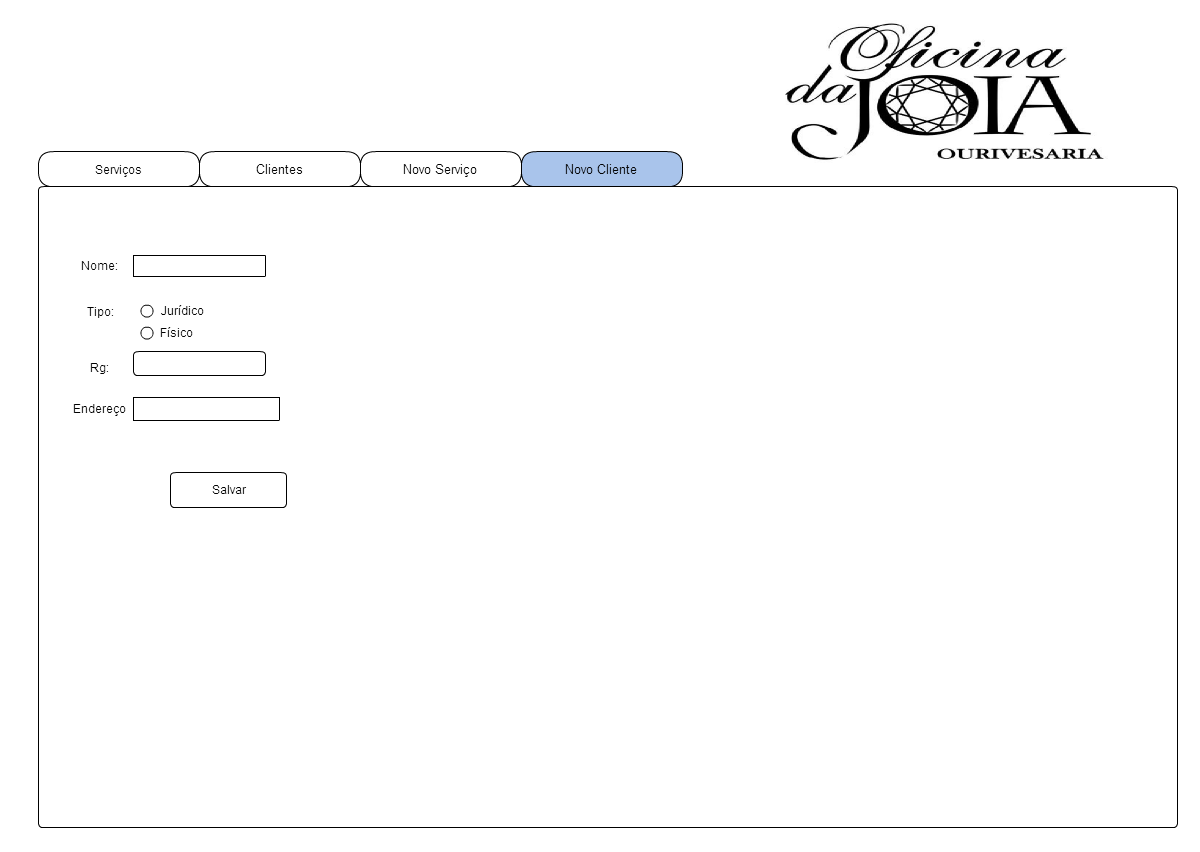 Oficina
da JOIA
OURIVESARIA
Serviços Clientes Novo Serviço Novo Cliente
Nome:
Tipo: Jurídico
Físico
Rg:
Endereço
Salvar